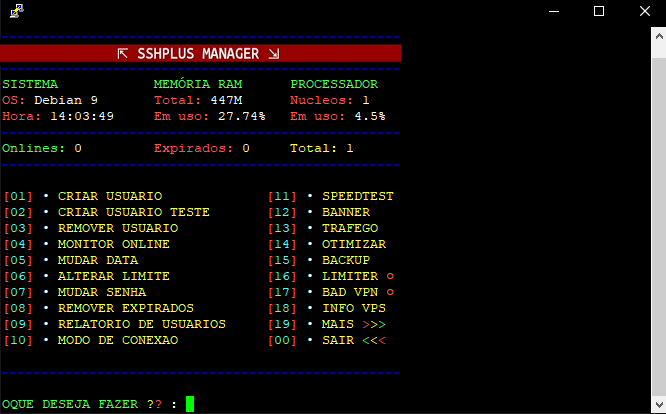 ⇱ SSHPLUS MANAGER ⇲
SISTEMA MEMÓRIA RAM PROCESSADOR
OS: Debian 9 Total: 447M Nucleos: 1
Hora: 14:03:49 Em uso: 27.74% Em uso: 4.5%
Onlines: 0 Expirados: 0 Total: 1
[01] • CRIAR USUARIO [11] • SPEEDTEST
[02] • CRIAR USUARIO TESTE [12] • BANNER
[03] • REMOVER USUARIO [13] • TRAFEGO
[04] • MONITOR ONLINE [14] • OTIMIZAR
[05] • MUDAR DATA [15] • BACKUP
[06] • ALTERAR LIMITE [16] • LIMITER ○
[07] • MUDAR SENHA [17] • BAD VPN ○
[08] • REMOVER EXPIRADOS [18] • INFO VPS
[09] • RELATORIO DE USUARIOS [19] • MAIS >>>
[10] • MODO DE CONEXAO [00] • SAIR <<<
OQUE DESEJA FAZER ?? :